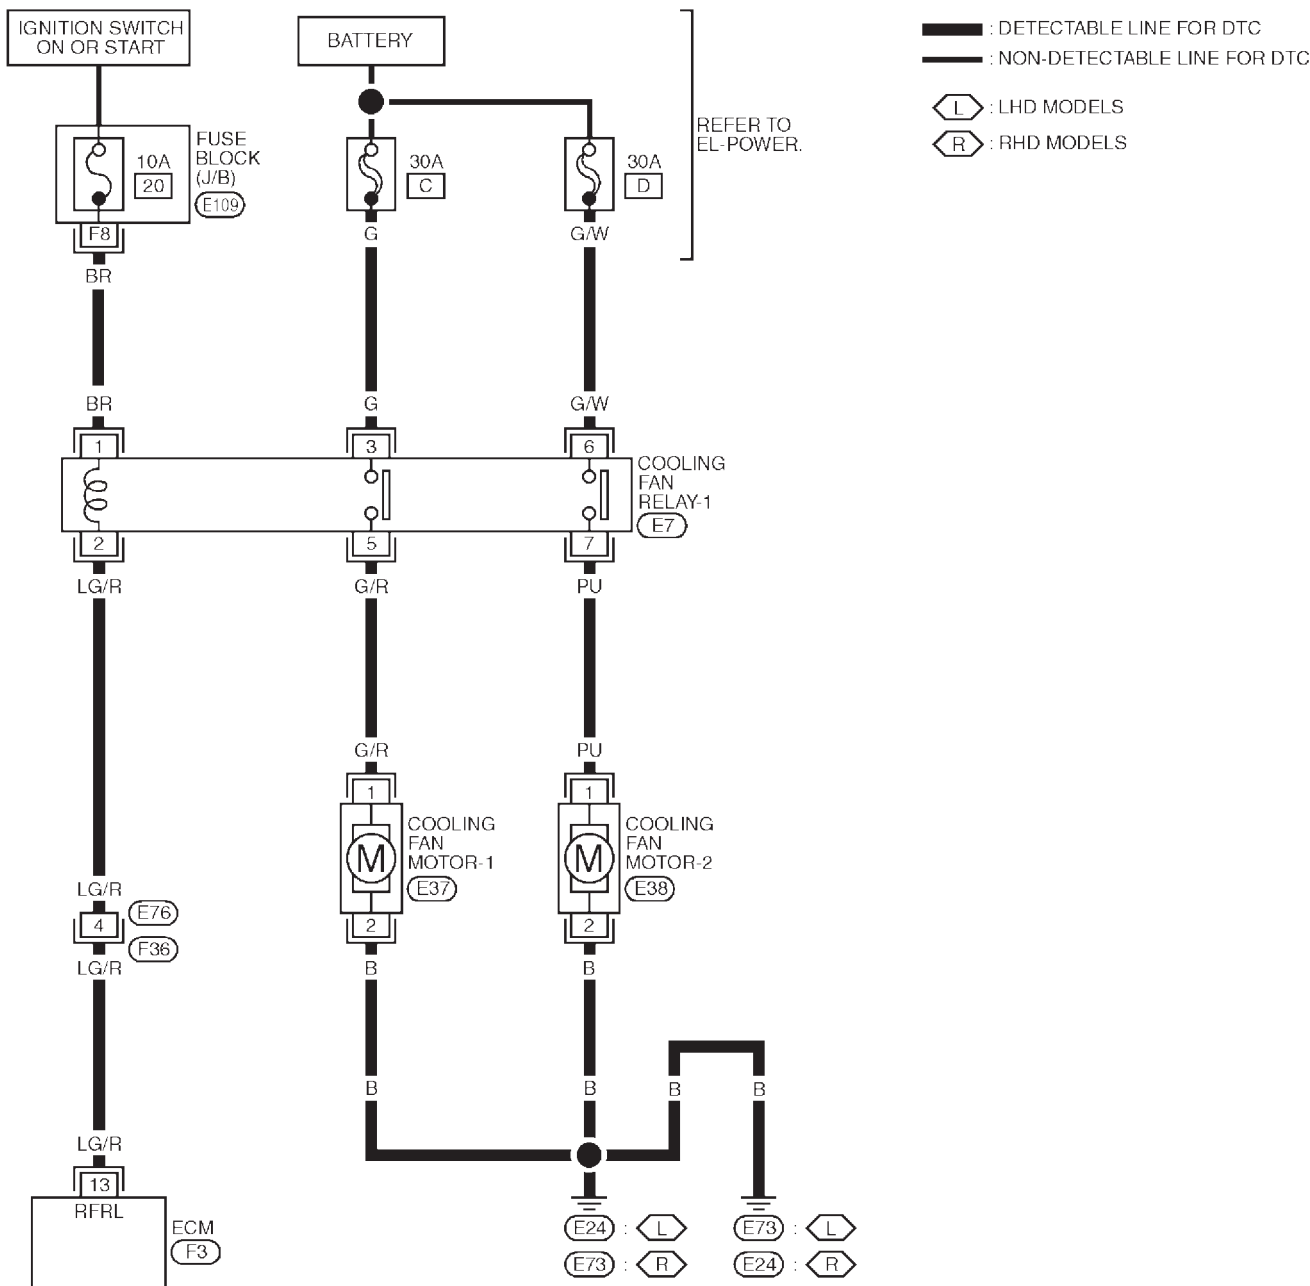 IGNITION SWITCH
ON OR START
BATTERY
: DETECTABLE LINE FOR DTC
: NON-DETECTABLE LINE FOR DTC
L : LHD MODELS
R : RHD MODELS
REFER TO
EL-POWER.
FUSE
BLOCK
(J/B)
E109
10A
20
30A
C
30A
D
F8
G
G/W
BR
BR
G
G/W
1
3
6
COOLING
FAN
RELAY-1
E7
2
5
7
LG/R
G/R
PU
G/R
PU
1
1
COOLING
FAN
MOTOR-1
E37
M
COOLING
FAN
MOTOR-2
E38
M
LG/R
4
E76
F36
2
2
LG/R
B
B
B
B
B
B
LG/R
13
RFRL
ECM
F3
E24 : L
E73 : L
E73 : R
E24 : R